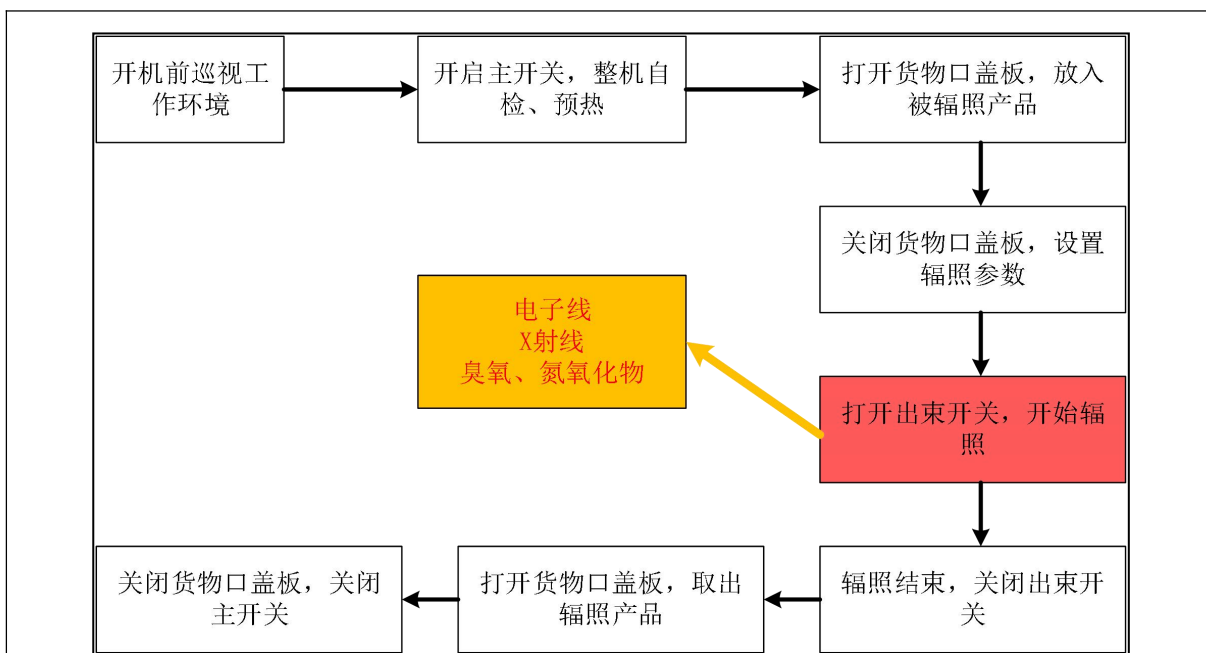 开机前巡视工
作环境
开启主开关，整机自
检、预热
打开货物口盖板，放入
被辐照产品
关闭货物口盖板，设置
辐照参数
电子线
X射线
臭氧、氮氧化物
打开出束开关，开始辐
照
辐照结束，关闭出束开
关
打开货物口盖板，取出
辐照产品
关闭货物口盖板，关闭
主开关